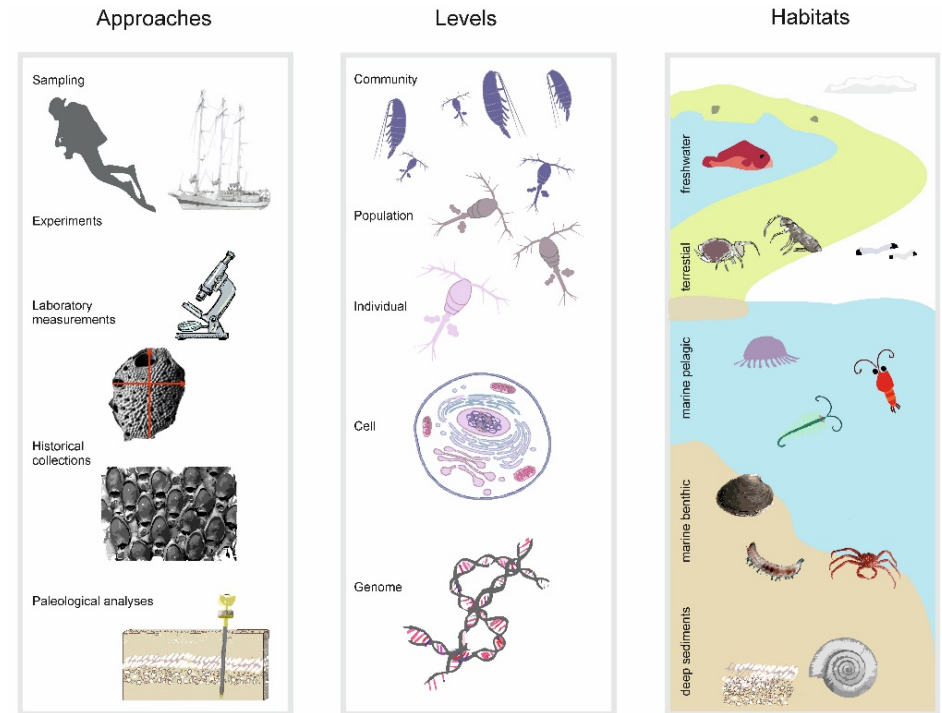 Approaches
Levels
Habitats
Sampling
Experiments
Laboratory
measurements
Historical
collections
Paleological analyses
Community
Population
Individual
Cell
Genome
freshwater
terrestial
marine pelagic
marine benthic
deep sediments